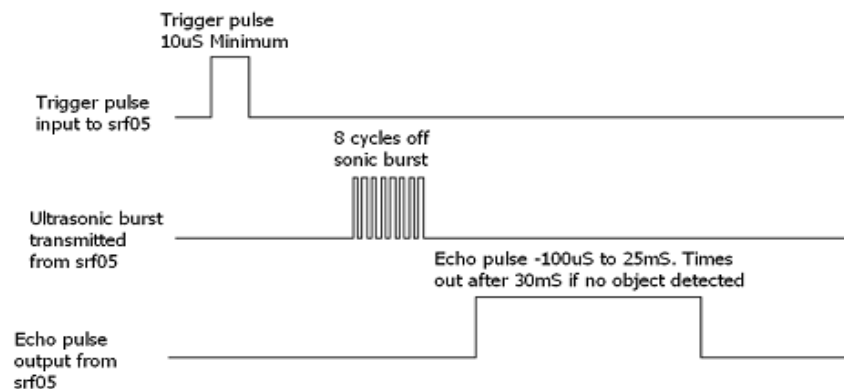 Trigger pulse
10uS Minimum
Trigger pulse
input to srf05
8 cycles off
sonic burst
Ultrasonic burst
transmitted
from srf05
Echo pulse -100uS to 25mS. Times
out after 30mS if no object detected
Echo pulse
output from
srf05